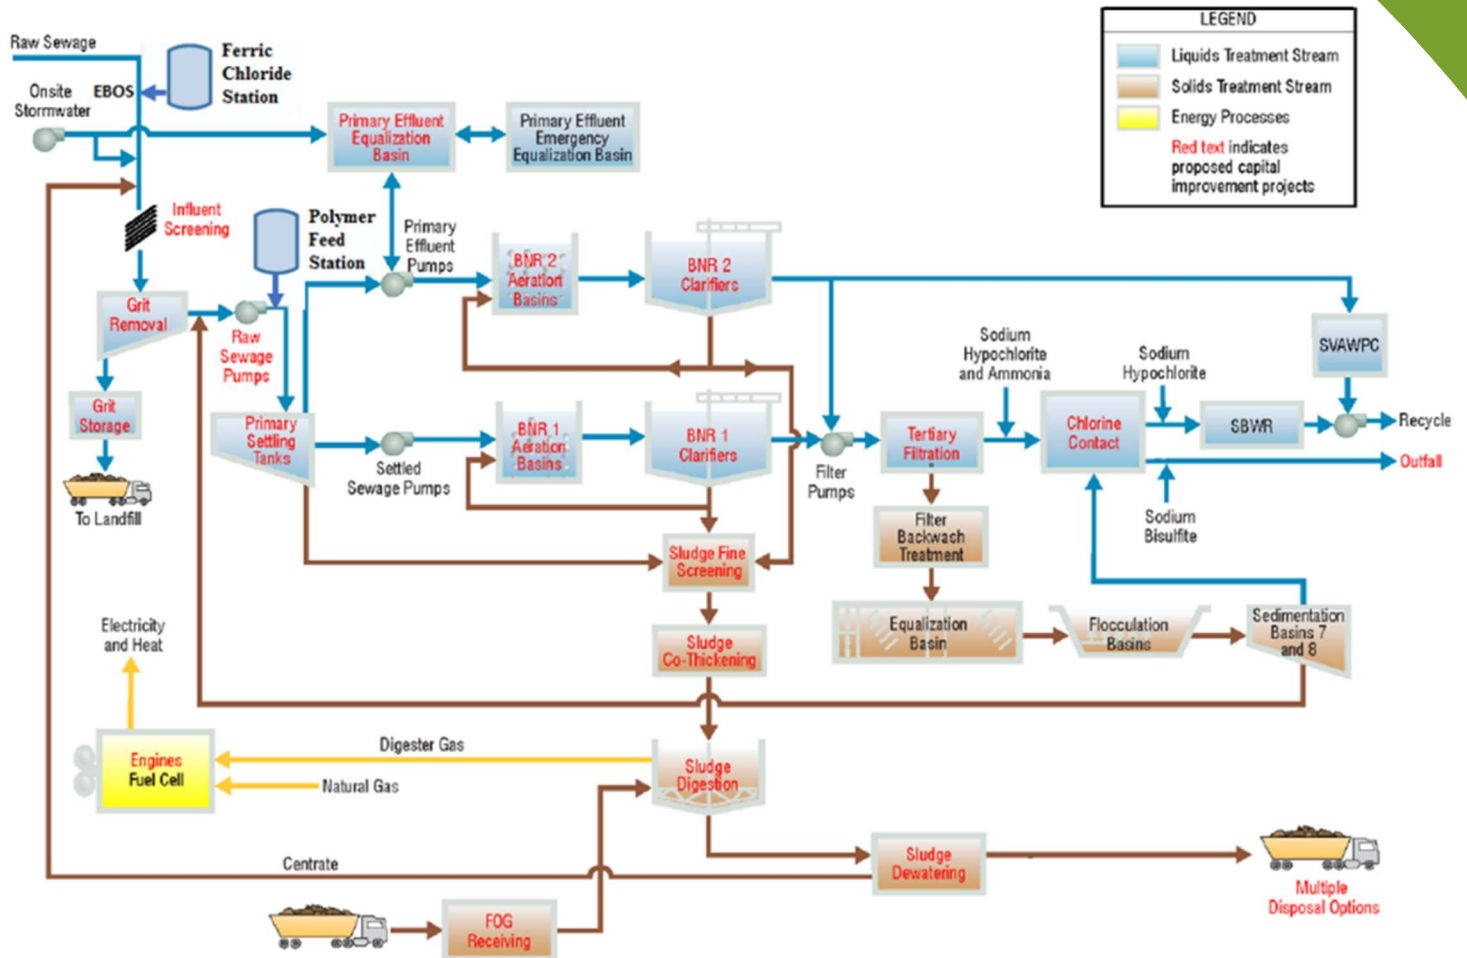 LEGEND
Liquids Treatment Stream
Solids Treatment Stream
Energy Processes
Red text indicates
proposed capital
improvement projects
Raw Sewage
Ferric
Chloride
Station
EBOS
Onsite
Stormwater
Primary Effluent
Equalization
Basin
Primary Effluent
Emergency
Equalization Basin
Influent
Screening
Polymer
Feed
Station
Primary
Effluent
Pumps
BNR 2
Aeration
Basins
BNR 2
Clarifiers
Grit
Removal
Raw
Sewage
Pumps
SVAWPC
Sodium
Hypochlorite
and Ammonia
Sodium
Hypochlorite
Grit
Storage
Primary
Settling
Tanks
Settled
Sewage Pumps
BNR 1
Aeration
Basins
BNR 1
Clarifiers
Filter
Pumps
Tertiary
Filtration
Chlorine
Contact
SBWR
Recycle
Outfall
To Landfill
Sodium
Bisulfite
Filter
Backwash
Treatment
Sludge Fine
Screening
Equalization
Basin
Flocculation
Basins
Sedimentation
Basins 7
and 8
Electricity
and Heat
Sludge
Co-Thickening
Engines
Fuel Cell
Digester Gas
Natural Gas
Sludge
Digestion
Centrate
Sludge
Dewatering
Multiple
Disposal Options
FOG
Receiving